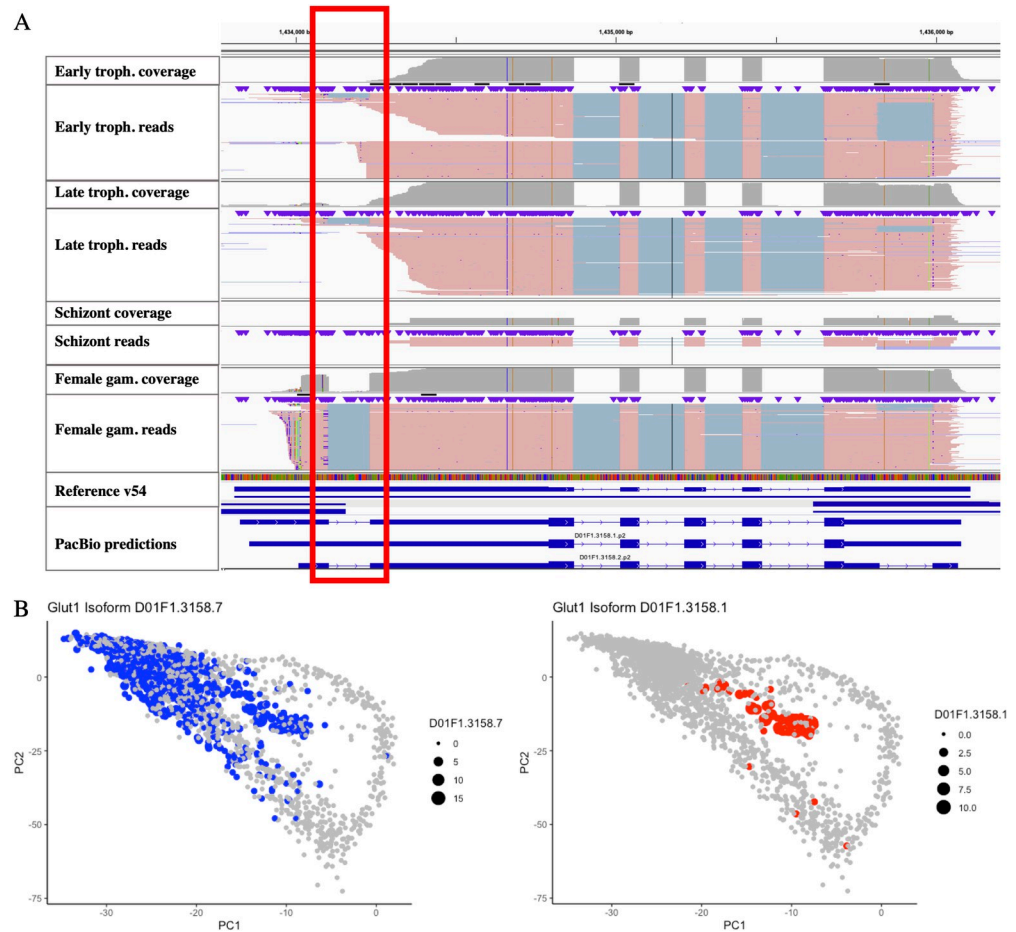 A
1,434,000 bp 1,435,000 bp 1,436,000 bp
Early troph. coverage
Early troph. reads
Late troph. coverage
Late troph. reads
Schizont coverage
Schizont reads
Female gam. coverage
Female gam. reads
Reference v54
PacBio predictions
D01F1.3158.1.p2
D01F1.3158.2.p2
B
Glut1 Isoform D01F1.3158.7
PC2
0
-25
-50
-75
-30 -20 -10 0
PC1
D01F1.3158.7
0
5
10
15
Glut1 Isoform D01F1.3158.1
PC2
0
-25
-50
-75
-30 -20 -10 0
PC1
D01F1.3158.1
0.0
2.5
5.0
7.5
10.0